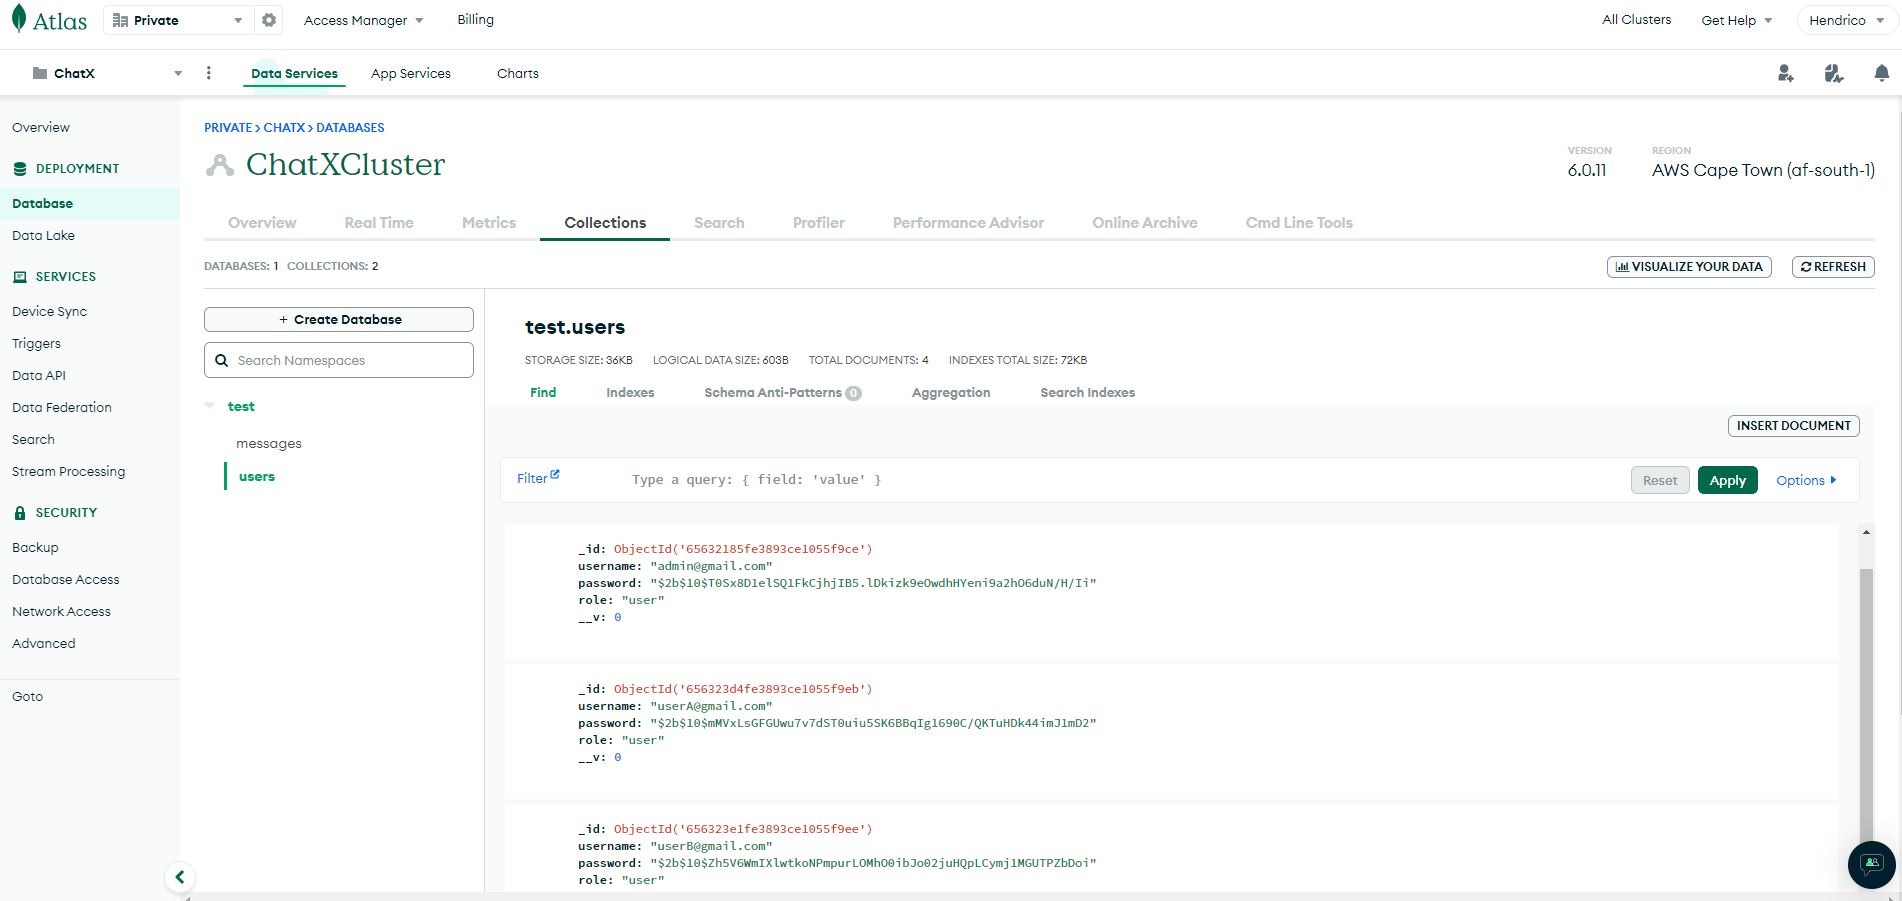 Atlas
Private
Access Manager
Billing
All Clusters
Get Help
Hendrico
ChatX
Data Services
App Services
Charts
Overview
DEPLOYMENT
Database
Data Lake
SERVICES
Device Sync
Triggers
Data API
Data Federation
Search
Stream Processing
SECURITY
Backup
Database Access
Network Access
Advanced
Goto
PRIVATE > CHATX > DATABASES
ChatXCluster
VERSION
6.0.11
REGION
AWS Cape Town (af-south-1)
Overview
Real Time
Metrics
Collections
Search
Profiler
Performance Advisor
Online Archive
Cmd Line Tools
DATABASES: 1 COLLECTIONS: 2
VISUALIZE YOUR DATA
REFRESH
+ Create Database
Search Namespaces
test
messages
users
test.users
STORAGE SIZE: 36KB LOGICAL DATA SIZE: 603B TOTAL DOCUMENTS: 4 INDEXES TOTAL SIZE: 72KB
Find
Indexes
Schema Anti-Patterns 0
Aggregation
Search Indexes
INSERT DOCUMENT
Filter
Type a query: { field: 'value' }
Reset
Apply
Options
_id: ObjectId('65632185fe3893ce1055f9ce')
username: "admin@gmail.com"
password: "$2b$10$T0Sx8D1elSQ1FkCjhjIB5.lDkizk9eOwdhHYeni9a2hO6duN/H/Ii"
role: "user"
__v: 0
_id: ObjectId('656323d4fe3893ce1055f9eb')
username: "userA@gmail.com"
password: "$2b$10$mMVxLsGFGUwu7v7dST0uiu5SK6BBqIg1690C/QKTuHDk44imJ1mD2"
role: "user"
__v: 0
_id: ObjectId('656323e1fe3893ce1055f9ee')
username: "userB@gmail.com"
password: "$2b$10$Zh5V6WmIXlwtkoNPmpurLOMhO0ibJo02juHQpLCymj1MGUTPZbDoi"
role: "user"